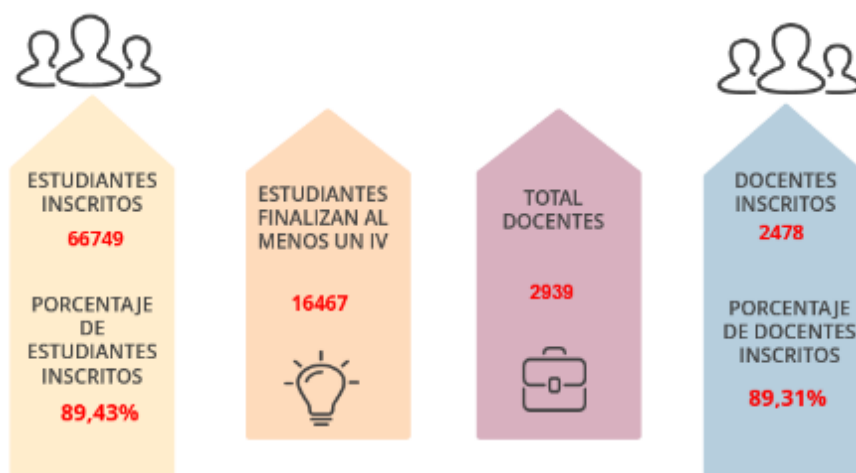 ESTUDIANTES
INSCRITOS
66749
PORCENTAJE
DE
ESTUDIANTES
INSCRITOS
89,43%
ESTUDIANTES
FINALIZAN AL
MENOS UN IV
16467
TOTAL
DOCENTES
2939
DOCENTES
INSCRITOS
2478
PORCENTAJE
DE DOCENTES
INSCRITOS
89,31%